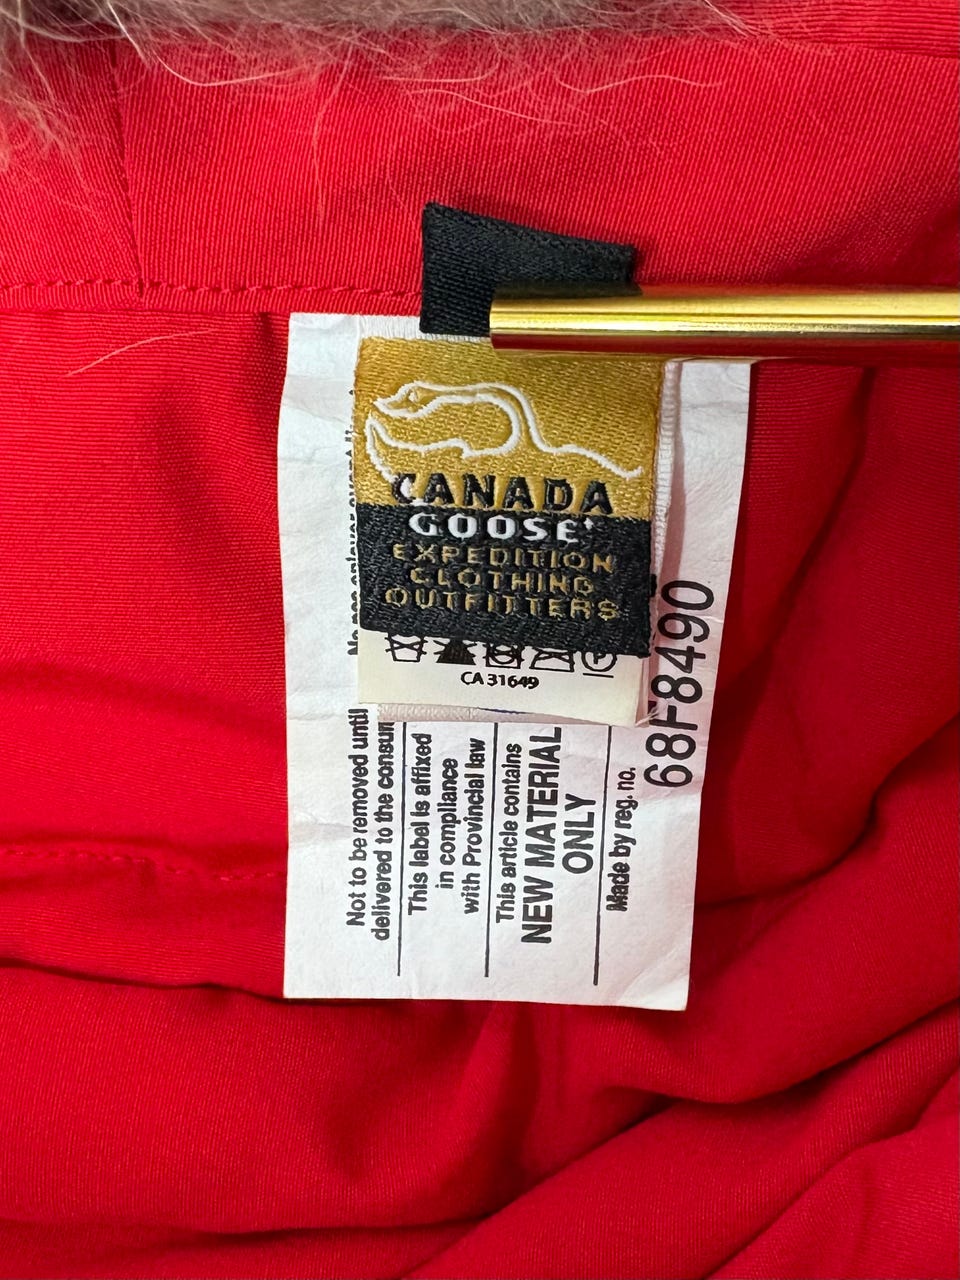 CANADA
GOOSE
EXPEDITION
CLOTHING
OUTFITTERS
CA 31649
Not to be removed until
delivered to the consum
This label is affixed
in compliance
with Provincial law
This article contains
NEW MATERIAL
ONLY
Made by reg. no.
68F8490